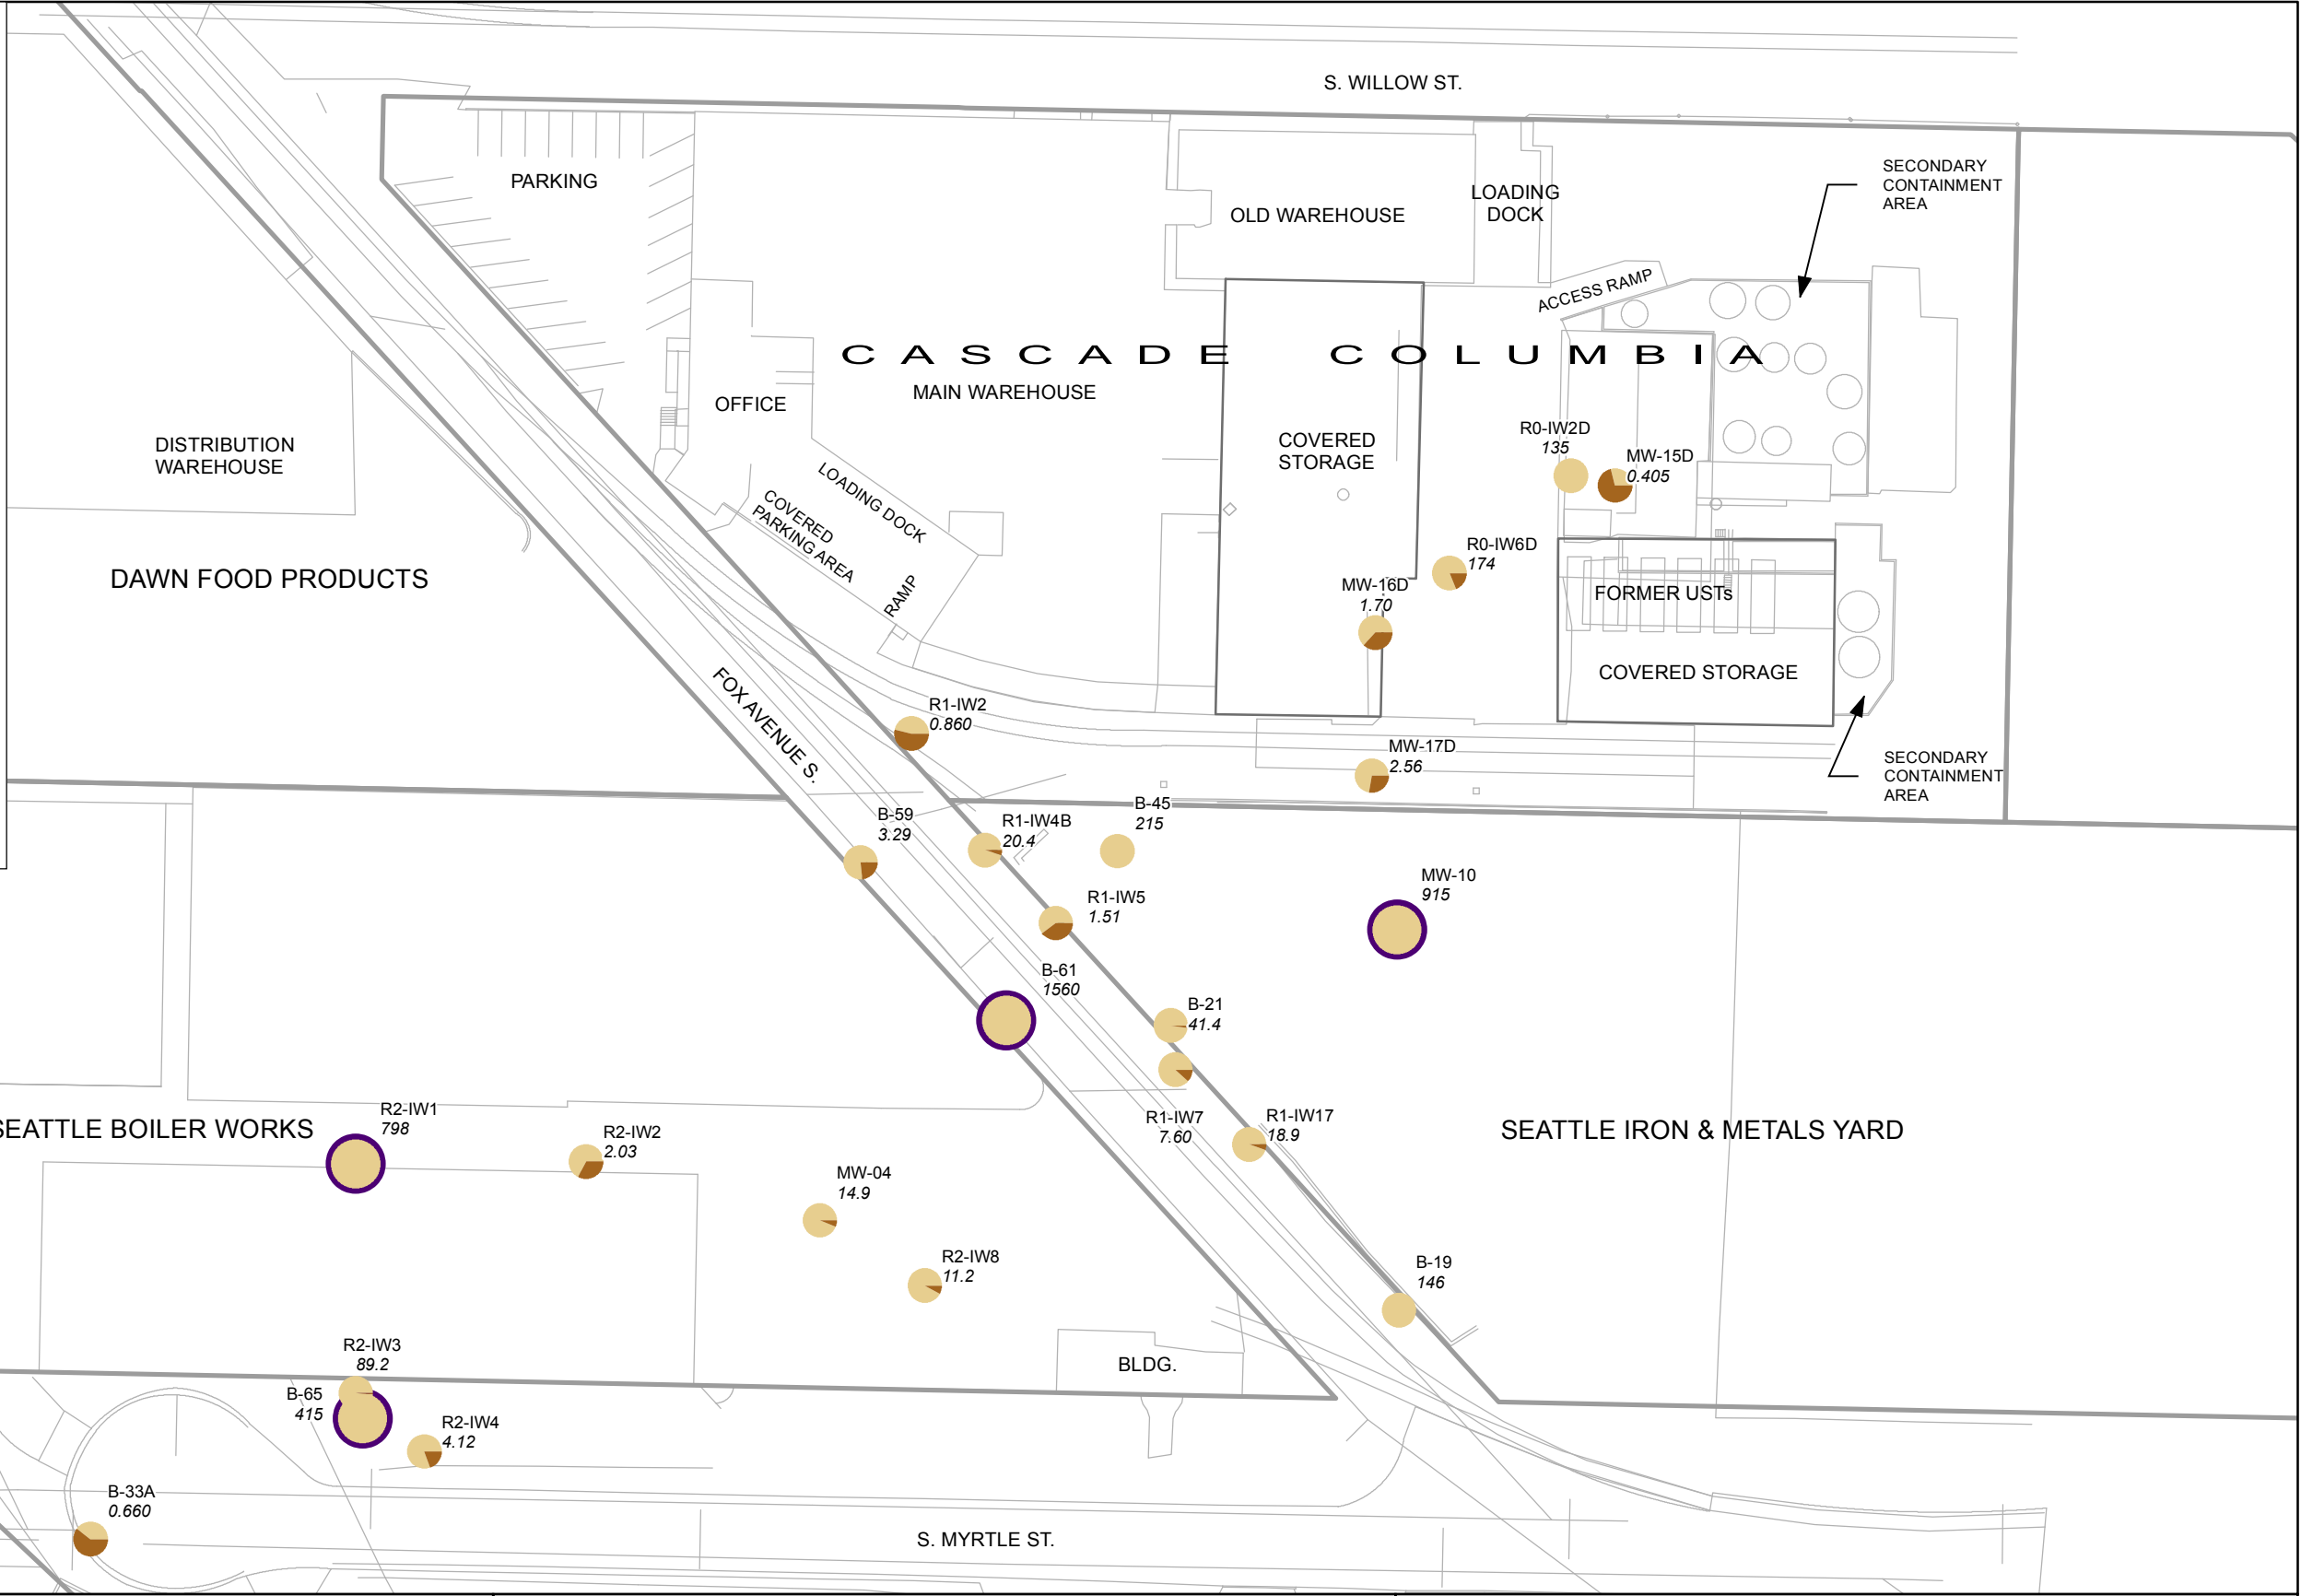 S. WILLOW ST.
SECONDARY
CONTAINMENT
AREA
PARKING
OLD WAREHOUSE
LOADING
DOCK
ACCESS RAMP
CASCADE COLUMBIA
MAIN WAREHOUSE
OFFICE
COVERED
STORAGE
R0-IW2D
135
MW-15D
0.405
DISTRIBUTION
WAREHOUSE
LOADING DOCK
COVERED
PARKING AREA
RAMP
R0-IW6D
174
MW-16D
1.70
FORMER USTs
DAWN FOOD PRODUCTS
COVERED STORAGE
FOX AVENUE S.
R1-IW2
0.860
MW-17D
2.56
SECONDARY
CONTAINMENT
AREA
B-59
3.29
R1-IW4B
20.4
B-45
215
MW-10
915
R1-IW5
1.51
B-61
1560
B-21
41.4
SEATTLE BOILER WORKS
R2-IW1
798
R2-IW2
2.03
R1-IW7
7.60
R1-IW17
18.9
SEATTLE IRON & METALS YARD
MW-04
14.9
R2-IW8
11.2
B-19
146
R2-IW3
89.2
BLDG.
B-65
415
R2-IW4
4.12
B-33A
0.660
S. MYRTLE ST.